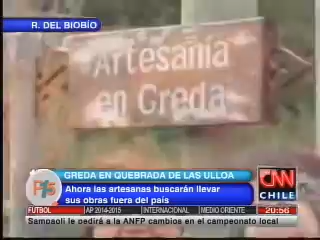 R. DEL BIOBÍO
Artesanía
en Greda
GREDA EN QUEBRADA DE LAS ULLOA
Ahora las artesanas buscarán llevar
sus obras fuera del país
CNN
CHILE
FUTBOL AP 2014-2015 INTERNACIONAL MEDIO ORIENTE 20:56
Sampaoli le pedirá a la ANFP cambios en el campeonato local